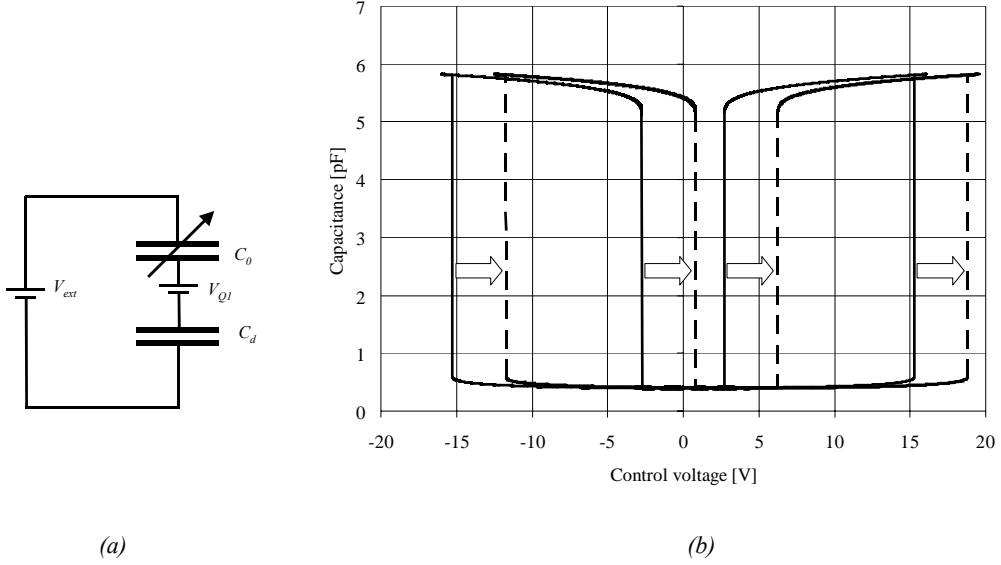 V_ext
C_0
V_Q1
C_d
(a)
Capacitance [pF]
7
6
5
4
3
2
1
0
-20 -15 -10 -5 0 5 10 15 20
Control voltage [V]
(b)